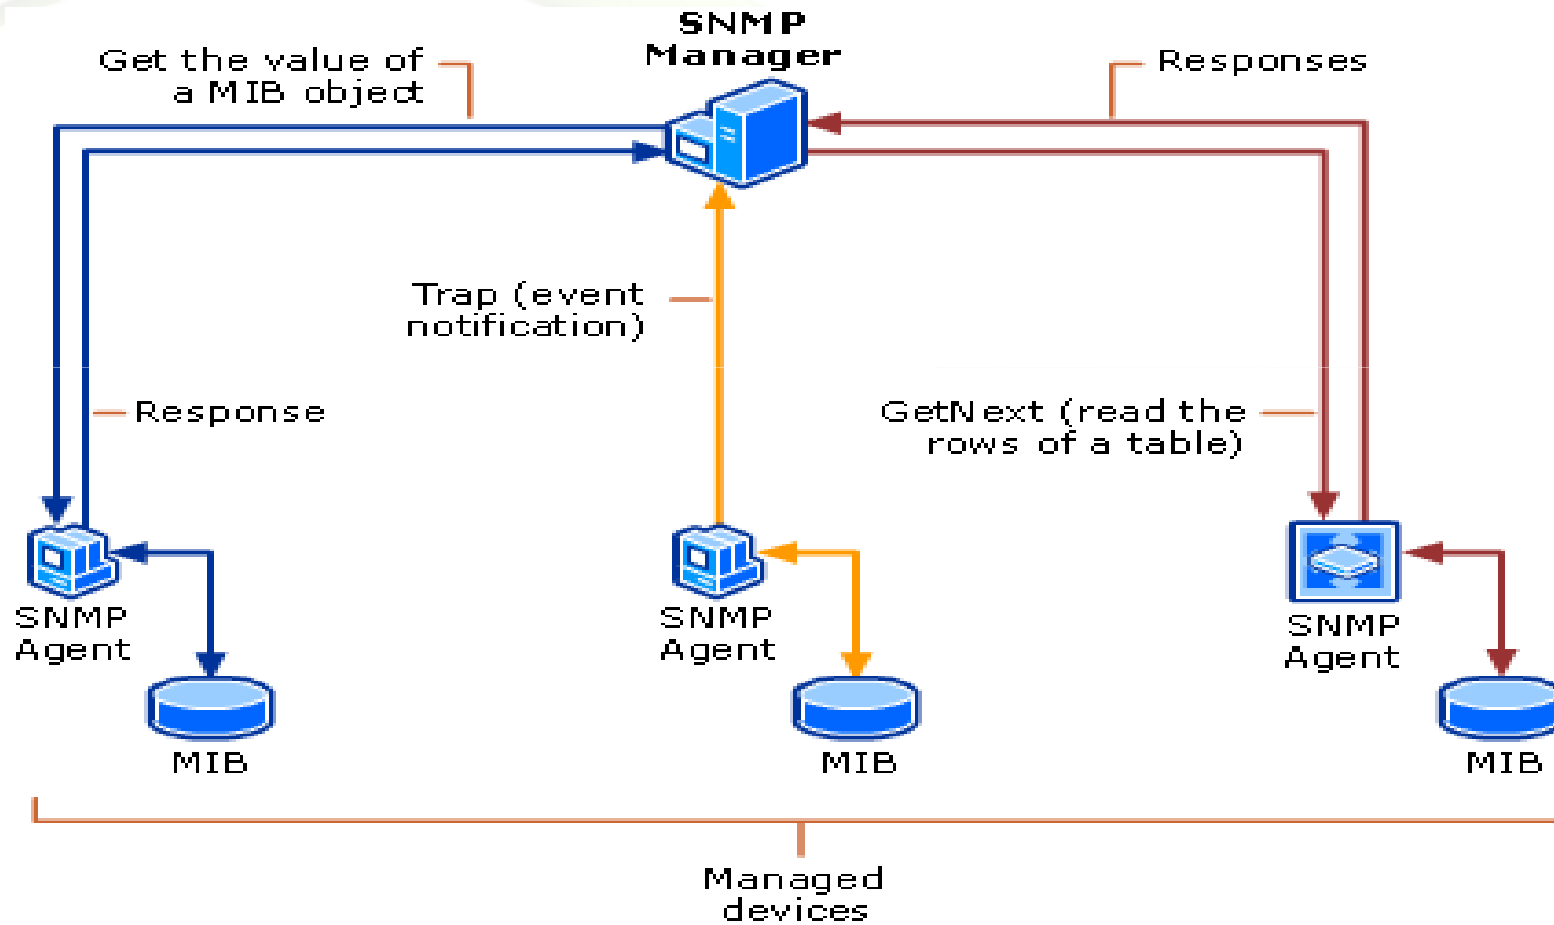 SNMP
Manager
Get the value of
a MIB object
Responses
Trap (event
notification)
Response
GetNext (read the
rows of a table)
SNMP
Agent
SNMP
Agent
SNMP
Agent
MIB
MIB
MIB
Managed
devices